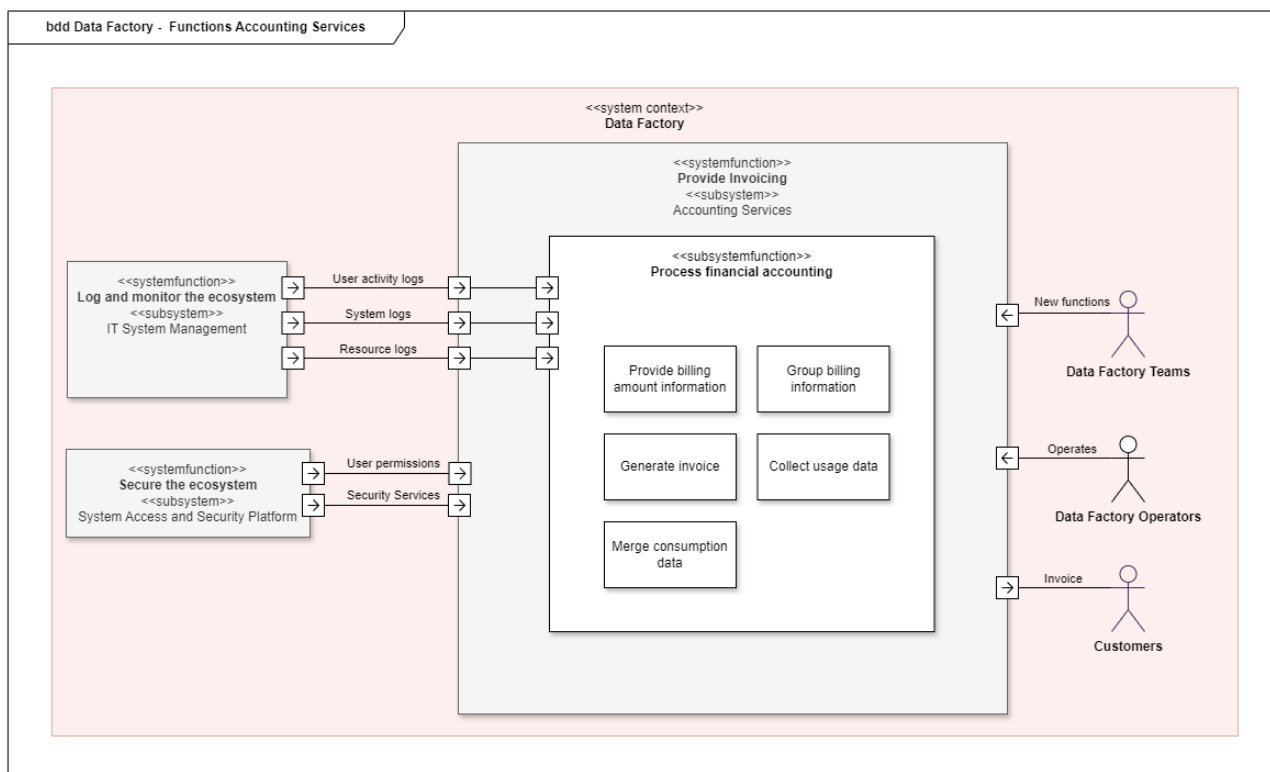 bdd Data Factory -  Functions Accounting Services
<<system context>>
Data Factory
<<systemfunction>>
Provide Invoicing
<<subsystem>>
Accounting Services
<<subsystemfunction>>
Process financial accounting
<<systemfunction>>
Log and monitor the ecosystem
<<subsystem>>
IT System Management
User activity logs
System logs
Resource logs
<<systemfunction>>
Secure the ecosystem
<<subsystem>>
System Access and Security Platform
User permissions
Security Services
Provide billing
amount information
Group billing
information
Generate invoice
Collect usage data
Merge consumption
data
New functions
Data Factory Teams
Operates
Data Factory Operators
Invoice
Customers